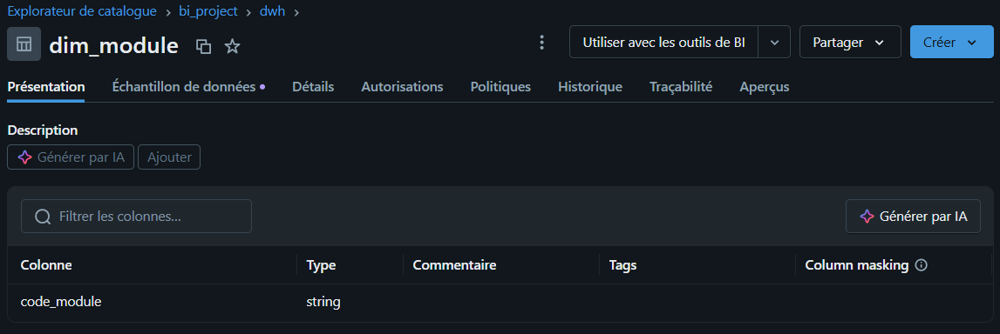 Explorateur de catalogue > bi_project > dwh >
dim_module
Utiliser avec les outils de BI
Partager
Créer
Présentation Échantillon de données Détails Autorisations Politiques Historique Traçabilité Aperçus
Description
Générer par IA Ajouter
Filtrer les colonnes...
Générer par IA
Colonne Type Commentaire Tags Column masking
code_module string